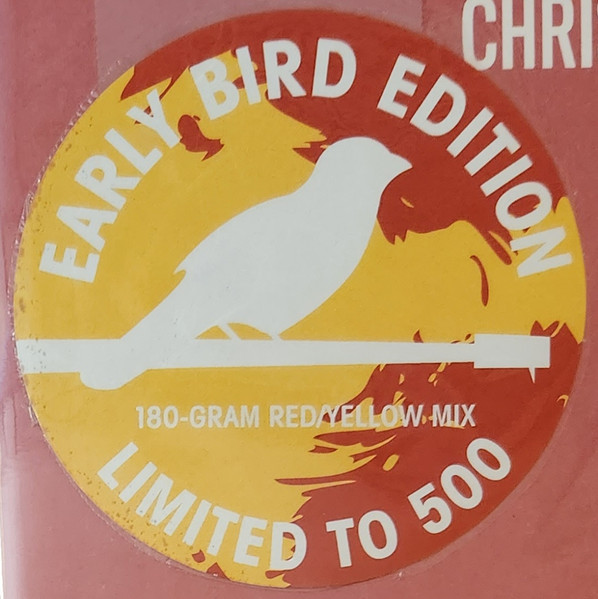 CHRI
EARLY BIRD EDITION
180-GRAM RED/YELLOW MIX
LIMITED TO 500